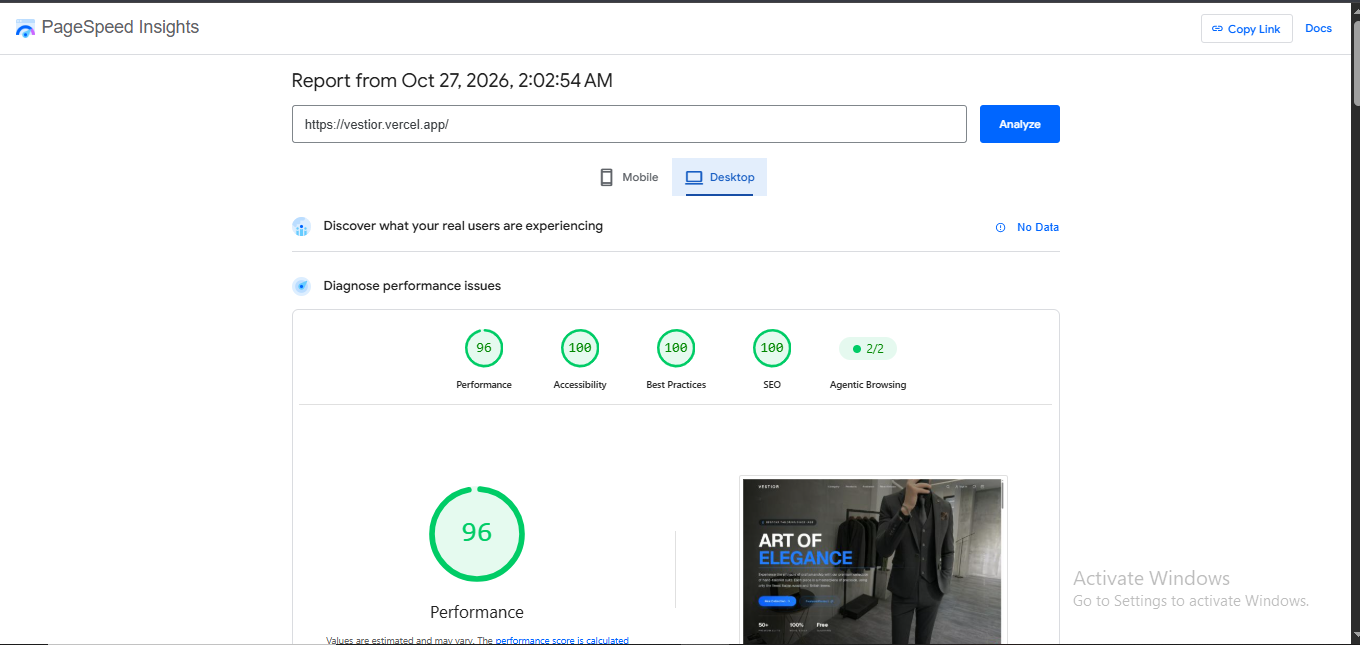 PageSpeed Insights
Copy Link
Docs
Report from Oct 27, 2026, 2:02:54 AM
https://vestior.vercel.app/
Analyze
Mobile
Desktop
Discover what your real users are experiencing
No Data
Diagnose performance issues
96
100
100
100
2/2
Performance
Accessibility
Best Practices
SEO
Agentic Browsing
96
Performance
Values are estimated and may vary. The performance score is calculated
VESTIOR
ART OF
ELEGANCE
50+
100%
Free
Activate Windows
Go to Settings to activate Windows.